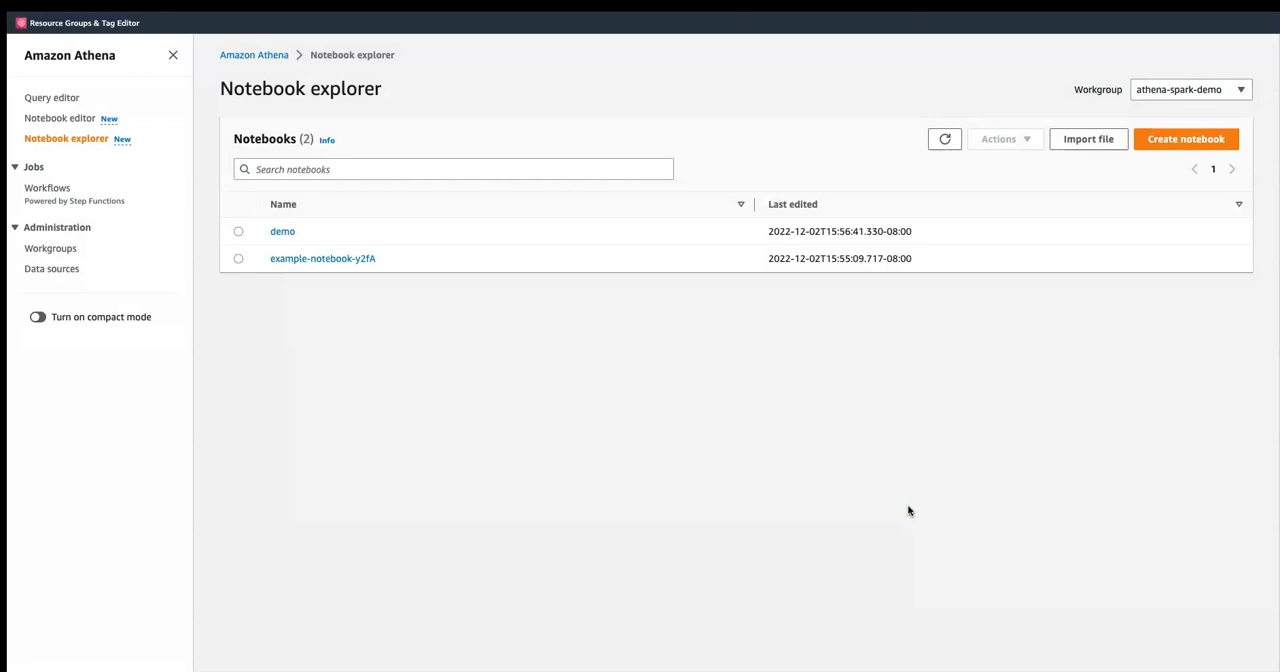 Resource Groups & Tag Editor
Amazon Athena
Query editor
Notebook editor New
Notebook explorer New
Jobs
Workflows
Powered by Step Functions
Administration
Workgroups
Data sources
Turn on compact mode
Amazon Athena > Notebook explorer
Notebook explorer
Workgroup athena-spark-demo
Notebooks (2) Info
Actions Import file Create notebook
Search notebooks
1
Name Last edited
demo 2022-12-02T15:56:41.330-08:00
example-notebook-y2fA 2022-12-02T15:55:09.717-08:00